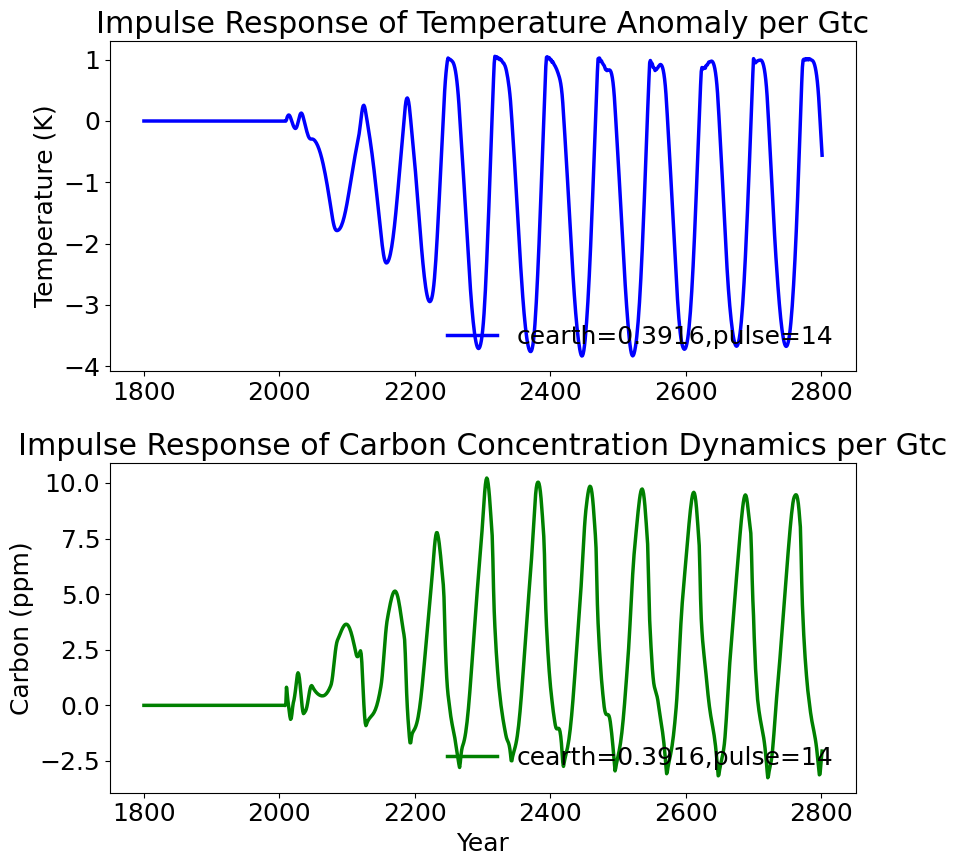 Impulse Response of Temperature Anomaly per Gtc
Temperature (K)
1
0
−1
−2
−3
−4
cearth=0.3916,pulse=14
1800 2000 2200 2400 2600 2800
Impulse Response of Carbon Concentration Dynamics per Gtc
Carbon (ppm)
10.0
7.5
5.0
2.5
0.0
−2.5
cearth=0.3916,pulse=14
1800 2000 2200 2400 2600 2800
Year